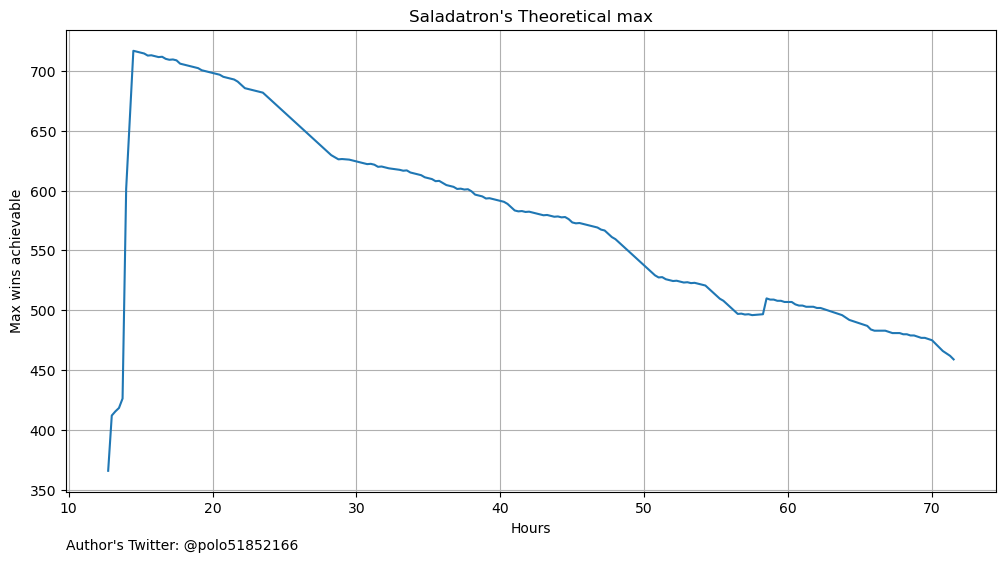 Saladatron's Theoretical max
Max wins achievable
700
650
600
550
500
450
400
350
10 20 30 40 50 60 70
Hours
Author's Twitter: @polo51852166